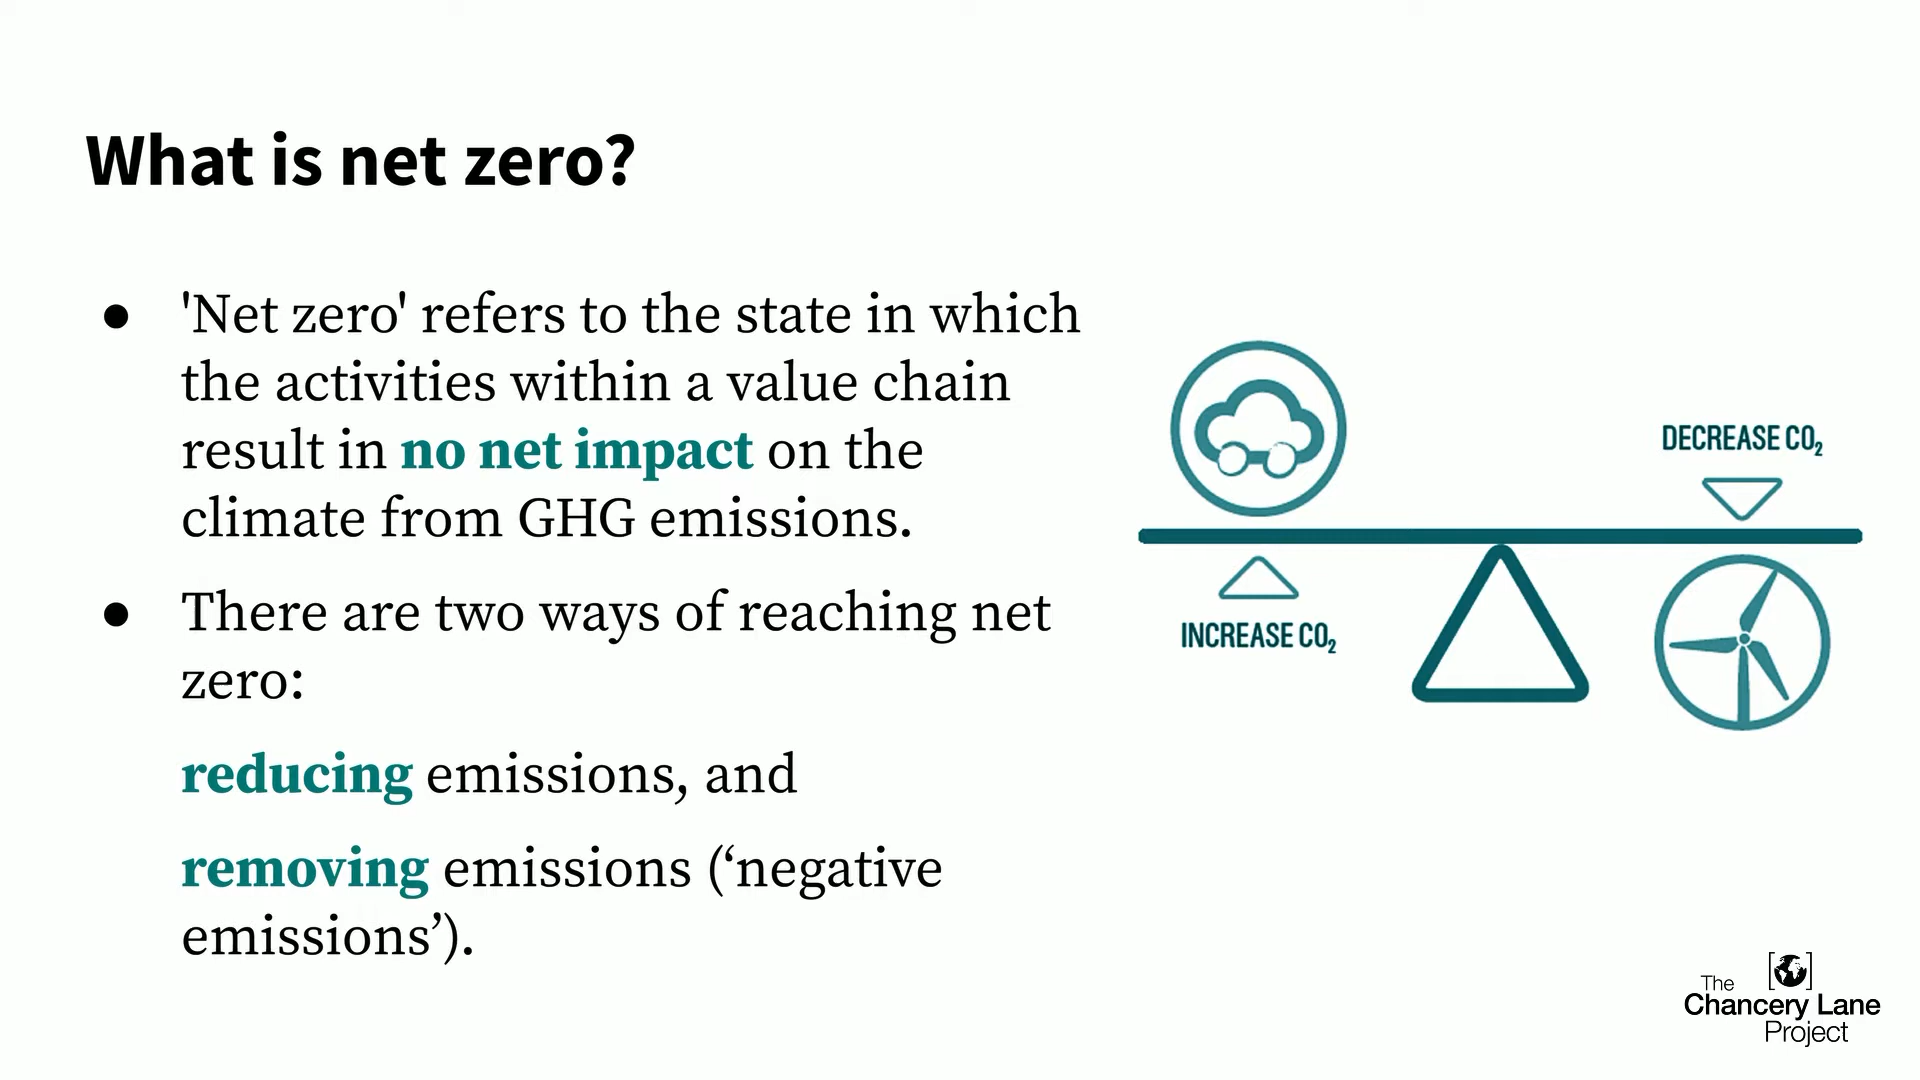 What is net zero?
● 'Net zero' refers to the state in which
the activities within a value chain
result in no net impact on the
climate from GHG emissions.
● There are two ways of reaching net
zero:
reducing emissions, and
removing emissions (‘negative
emissions’).
DECREASE CO₂
INCREASE CO₂
The
Chancery Lane
Project